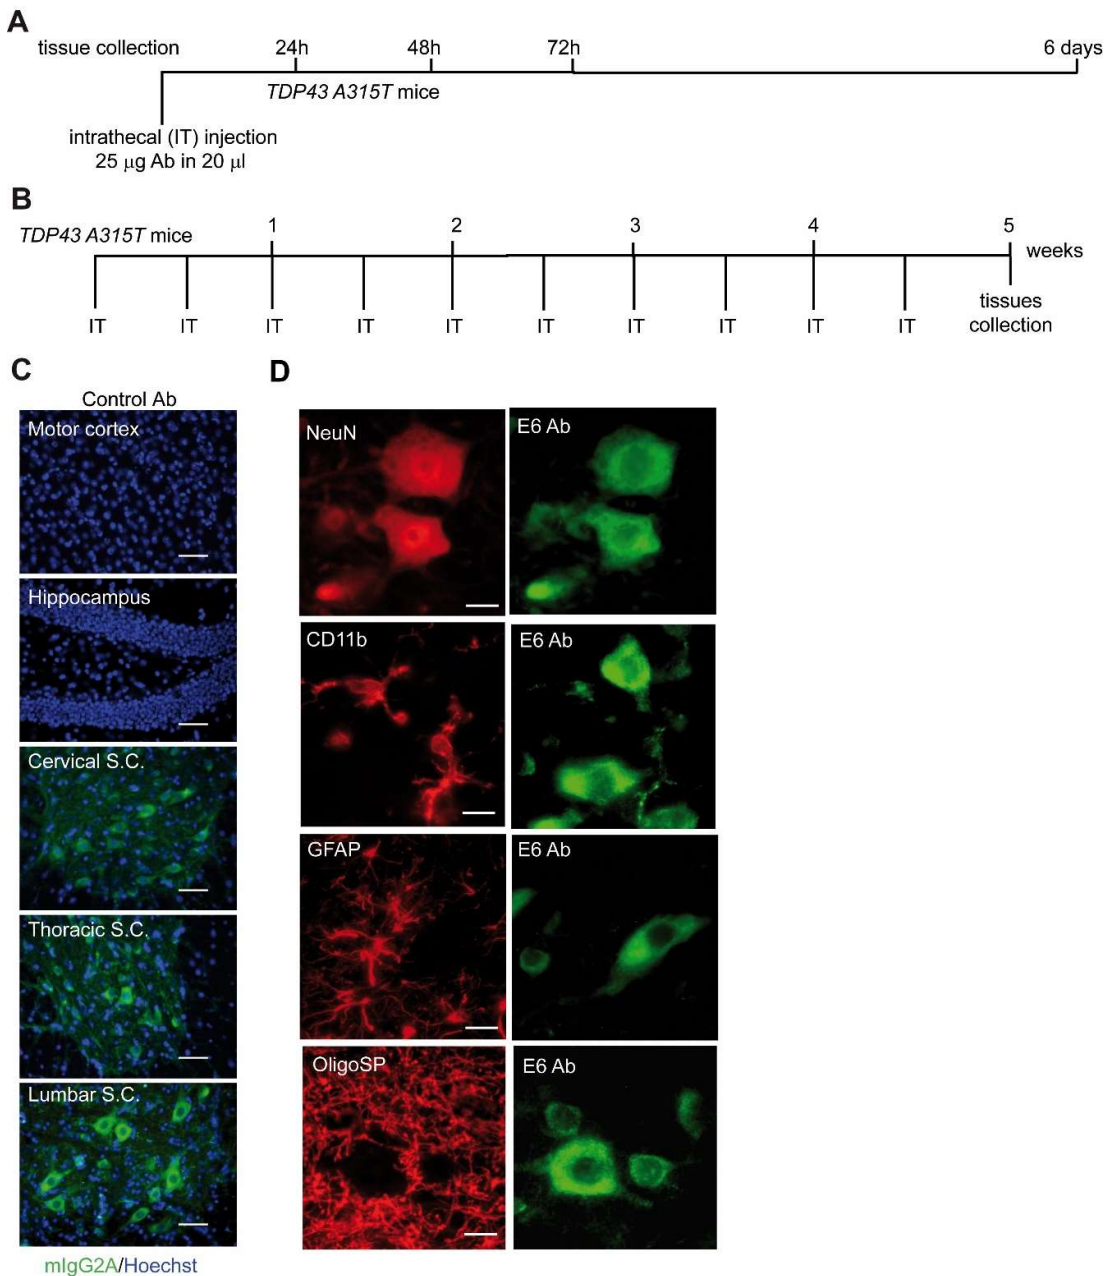 A
tissue collection 24h 48h 72h 6 days
TDP43 A315T mice
intrathecal (IT) injection
25 µg Ab in 20 µl
B
TDP43 A315T mice 1 2 3 4 5 weeks
IT IT IT IT IT IT IT IT IT IT
tissues
collection
C
Control Ab
Motor cortex
Hippocampus
Cervical S.C.
Thoracic S.C.
Lumbar S.C.
mIgG2A/Hoechst
D
NeuN E6 Ab
CD11b E6 Ab
GFAP E6 Ab
OligoSP E6 Ab